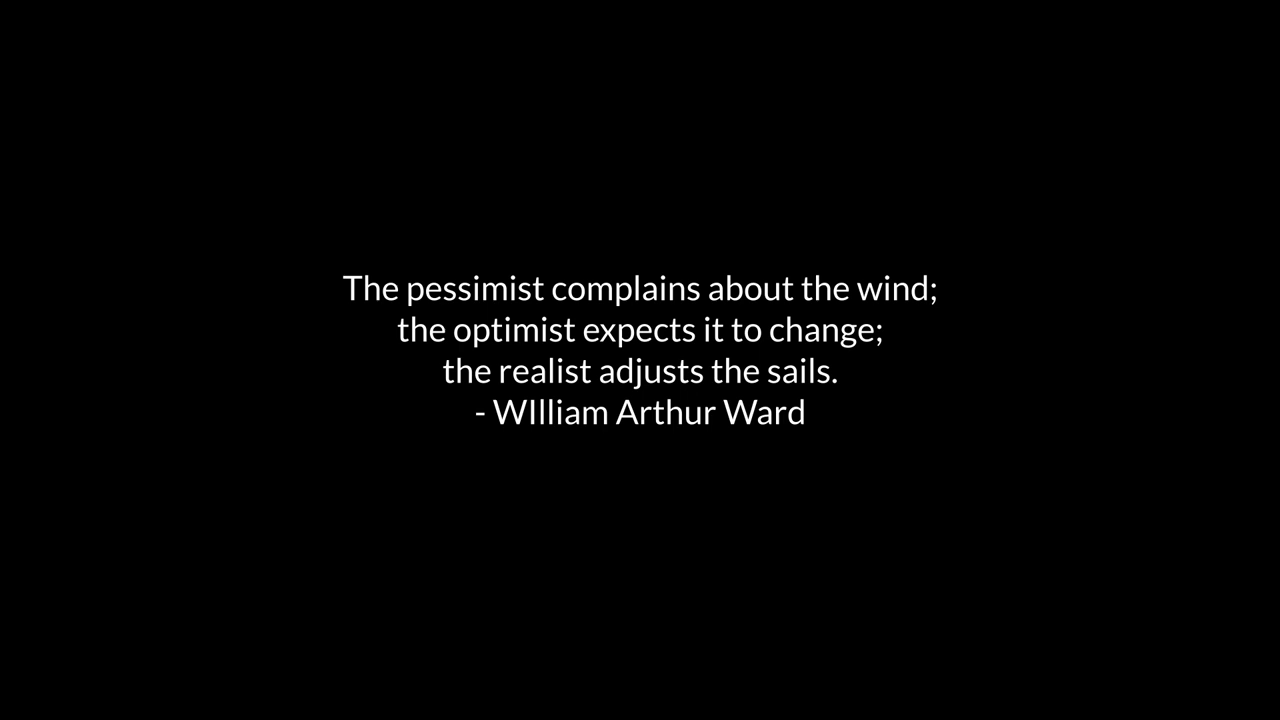 The pessimist complains about the wind;
the optimist expects it to change;
the realist adjusts the sails.
- WIlliam Arthur Ward